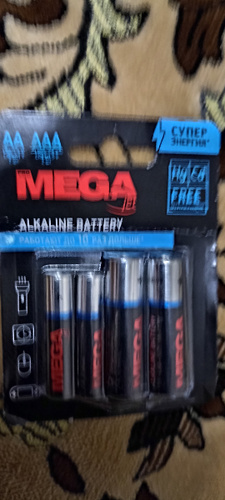 AA AAA
СУПЕР
ЭНЕРГИЯ*
PRO
MEGA
Hg Cd
FREE
ALKALINE BATTERY
РАБОТАЮТ ДО 10 РАЗ ДОЛЬШЕ*
MEGA MEGA MEGA MEGA